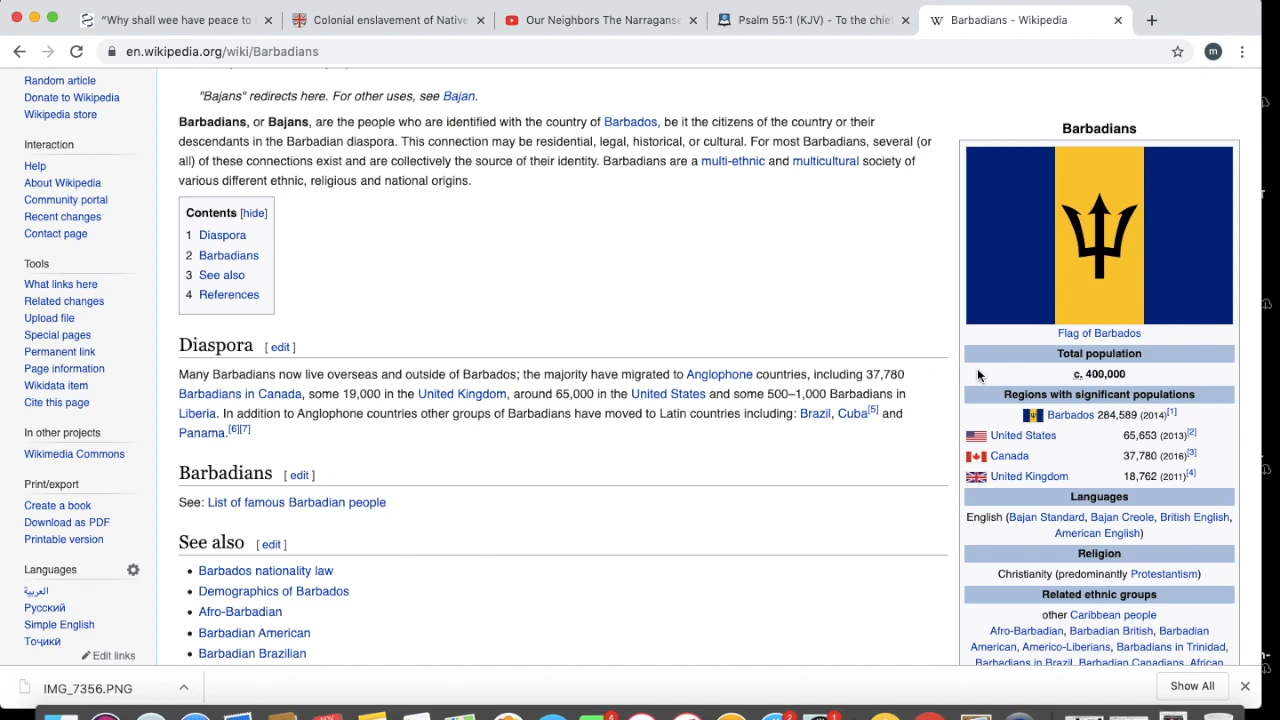 "Why shall wee have peace to
Colonial enslavement of Native
Our Neighbors The Narraganse
Psalm 55:1 (KJV) - To the chief
Barbadians - Wikipedia
en.wikipedia.org/wiki/Barbadians
m
Random article
Donate to Wikipedia
Wikipedia store
Interaction
Help
About Wikipedia
Community portal
Recent changes
Contact page
Tools
What links here
Related changes
Upload file
Special pages
Permanent link
Page information
Wikidata item
Cite this page
In other projects
Wikimedia Commons
Print/export
Create a book
Download as PDF
Printable version
Languages
العربية
Русский
Simple English
Тоҷикӣ
Edit links
"Bajans" redirects here. For other uses, see Bajan.
Barbadians, or Bajans, are the people who are identified with the country of Barbados, be it the citizens of the country or their
descendants in the Barbadian diaspora. This connection may be residential, legal, historical, or cultural. For most Barbadians, several (or
all) of these connections exist and are collectively the source of their identity. Barbadians are a multi-ethnic and multicultural society of
various different ethnic, religious and national origins.
Contents [hide]
1 Diaspora
2 Barbadians
3 See also
4 References
Diaspora [ edit ]
Many Barbadians now live overseas and outside of Barbados; the majority have migrated to Anglophone countries, including 37,780
Barbadians in Canada, some 19,000 in the United Kingdom, around 65,000 in the United States and some 500–1,000 Barbadians in
Liberia. In addition to Anglophone countries other groups of Barbadians have moved to Latin countries including: Brazil, Cuba[5] and
Panama.[6][7]
Barbadians [ edit ]
See: List of famous Barbadian people
See also [ edit ]
• Barbados nationality law
• Demographics of Barbados
• Afro-Barbadian
• Barbadian American
• Barbadian Brazilian
Barbadians
Flag of Barbados
Total population
c. 400,000
Regions with significant populations
Barbados 284,589 (2014)[1]
United States 65,653 (2013)[2]
Canada 37,780 (2016)[3]
United Kingdom 18,762 (2011)[4]
Languages
English (Bajan Standard, Bajan Creole, British English,
American English)
Religion
Christianity (predominantly Protestantism)
Related ethnic groups
other Caribbean people
Afro-Barbadian, Barbadian British, Barbadian
American, Americo-Liberians, Barbadians in Trinidad,
Barbadians in Brazil, Barbadian Canadians, African
IMG_7356.PNG
Show All